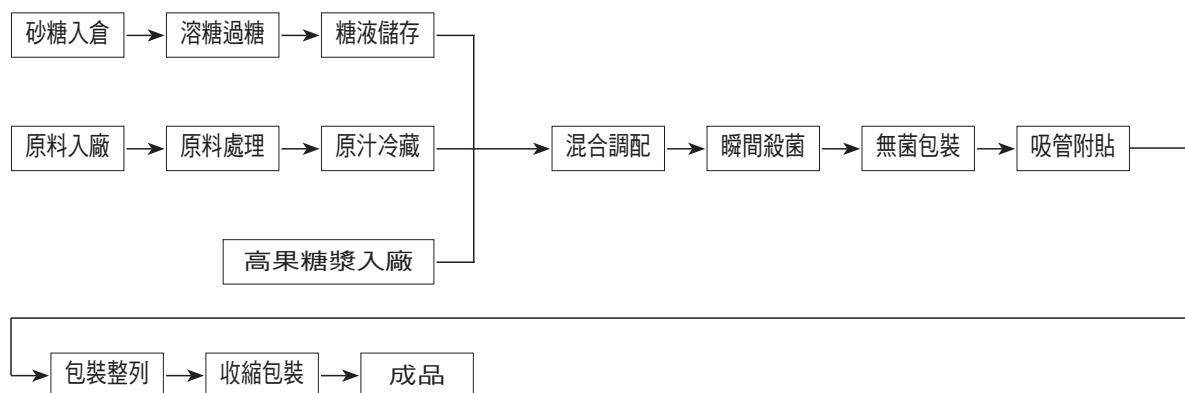 砂糖入倉
溶糖過糖
糖液儲存
原料入廠
原料處理
原汁冷藏
混合調配
瞬間殺菌
無菌包裝
吸管附貼
高果糖漿入廠
包裝整列
收縮包裝
成品